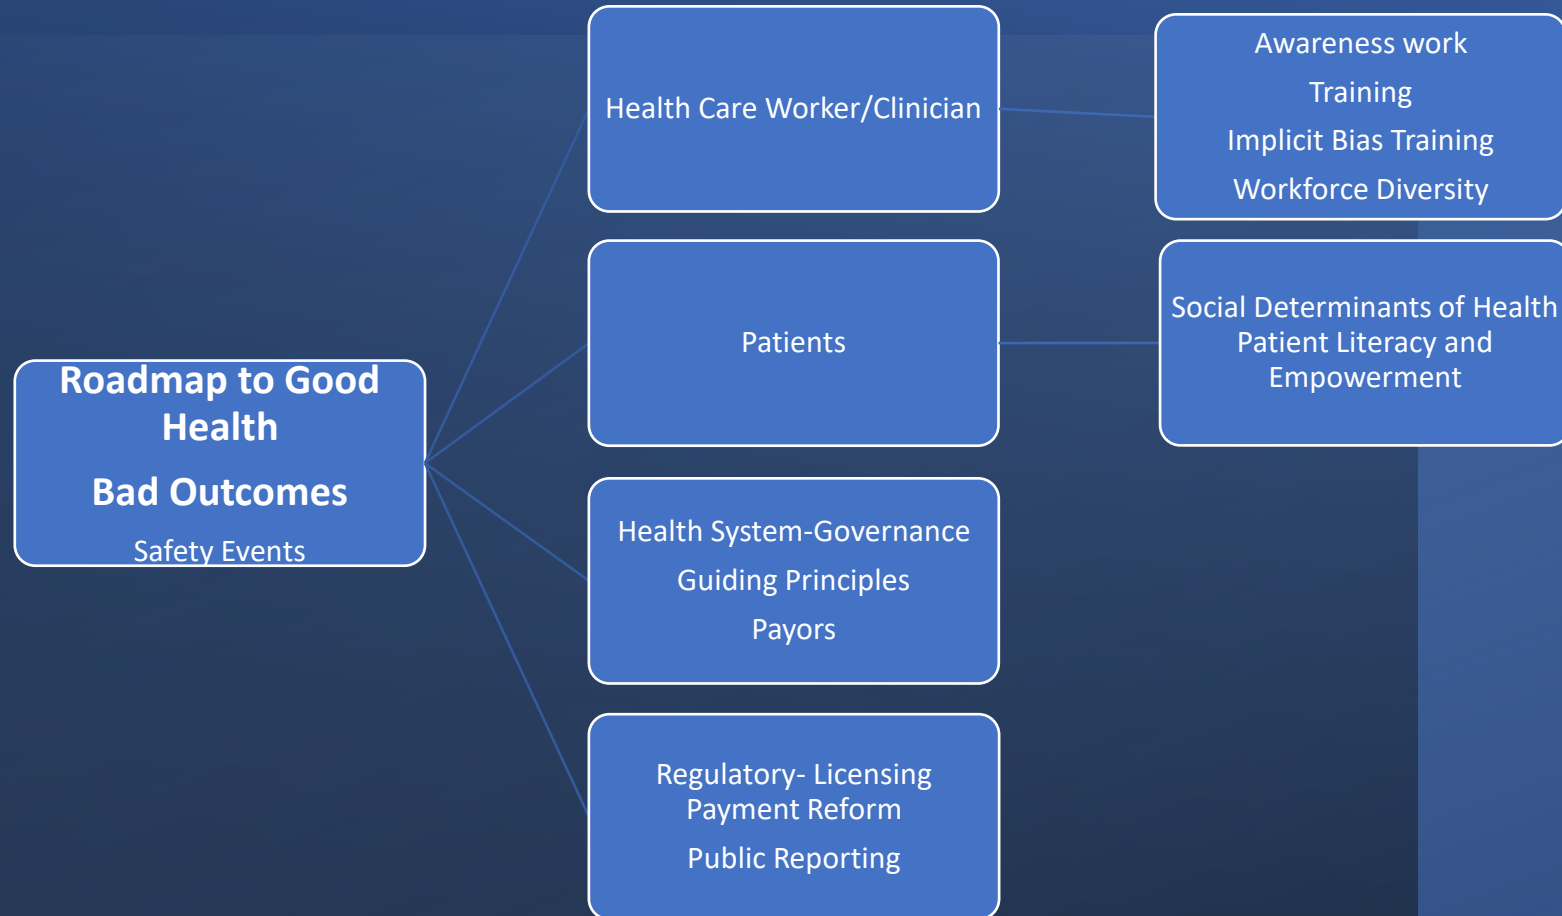 Roadmap to Good
Health
Bad Outcomes
Safety Events
Health Care Worker/Clinician
Awareness work
Training
Implicit Bias Training
Workforce Diversity
Patients
Social Determinants of Health
Patient Literacy and
Empowerment
Health System-Governance
Guiding Principles
Payors
Regulatory- Licensing
Payment Reform
Public Reporting